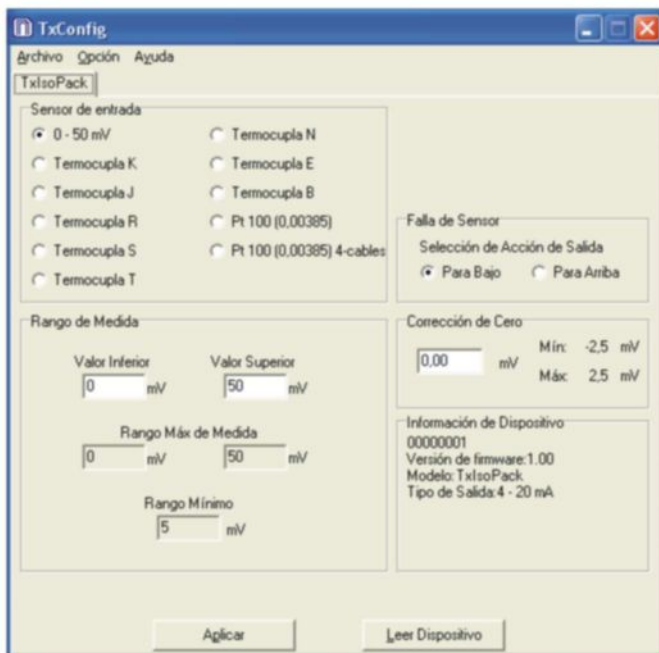 TxConfig
Archivo Opción Ayuda
TxIsoPack
Sensor de entrada
0 - 50 mV
Termocupla K
Termocupla J
Termocupla R
Termocupla S
Termocupla T
Termocupla N
Termocupla E
Termocupla B
Pt 100 (0,00385)
Pt 100 (0,00385) 4-cables
Falla de Sensor
Selección de Acción de Salida
Para Bajo Para Arriba
Rango de Medida
Valor Inferior Valor Superior
0 mV 50 mV
Rango Máx de Medida
0 mV 50 mV
Rango Mínimo
5 mV
Corrección de Cero
0,00 mV
Mín: -2,5 mV
Máx: 2,5 mV
Información de Dispositivo
00000001
Versión de firmware:1.00
Modelo:TxIsoPack
Tipo de Salida:4 - 20 mA
Aplicar Leer Dispositivo